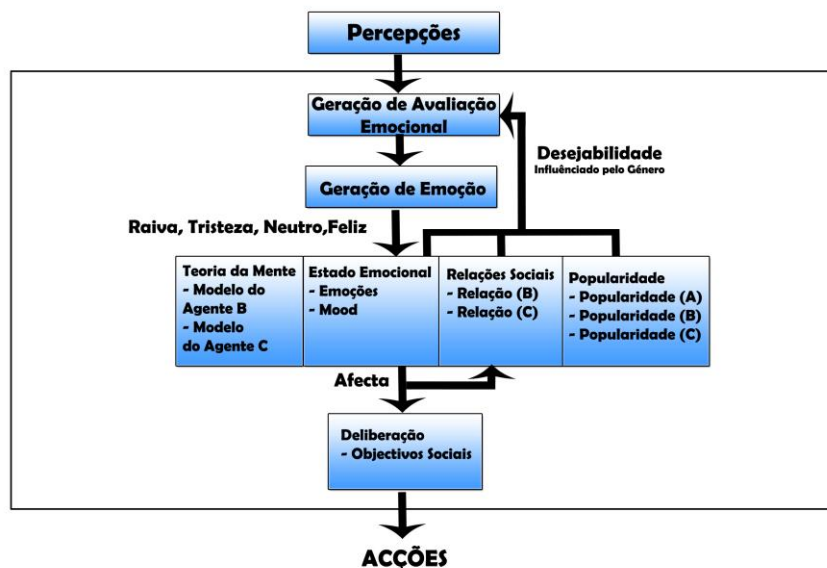 Percepções
Geração de Avaliação
Emocional
Desejabilidade
Influênciado pelo Género
Geração de Emoção
Raiva, Tristeza, Neutro,Feliz
Teoria da Mente
- Modelo do
Agente B
- Modelo
do Agente C
Estado Emocional
- Emoções
- Mood
Relações Sociais
- Relação (B)
- Relação (C)
Popularidade
- Popularidade (A)
- Popularidade (B)
- Popularidade (C)
Afecta
Deliberação
- Objectivos Sociais
ACÇÕES